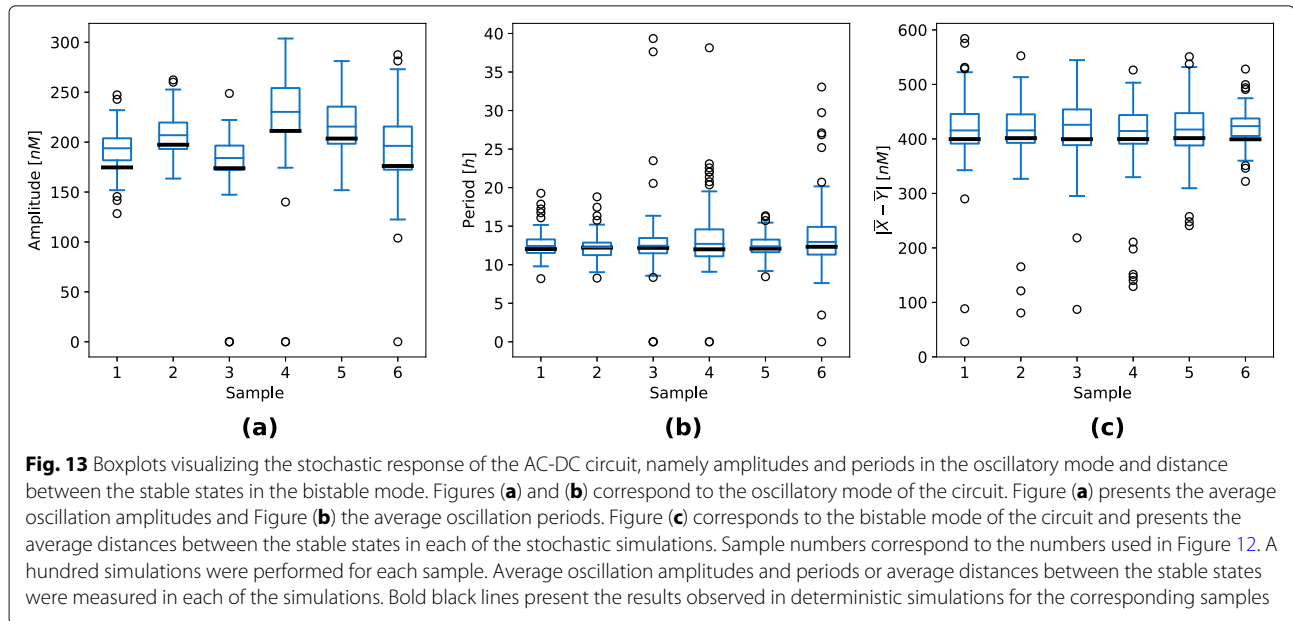 300
250
200
150
100
50
0
Amplitude [nM]
1 2 3 4 5 6
Sample
(a)
40
35
30
25
20
15
10
5
0
Period [h]
1 2 3 4 5 6
Sample
(b)
600
500
400
300
200
100
0
|X̅ − Y̅| [nM]
1 2 3 4 5 6
Sample
(c)
Fig. 13 Boxplots visualizing the stochastic response of the AC-DC circuit, namely amplitudes and periods in the oscillatory mode and distance
between the stable states in the bistable mode. Figures (a) and (b) correspond to the oscillatory mode of the circuit. Figure (a) presents the average
oscillation amplitudes and Figure (b) the average oscillation periods. Figure (c) corresponds to the bistable mode of the circuit and presents the
average distances between the stable states in each of the stochastic simulations. Sample numbers correspond to the numbers used in Figure 12. A
hundred simulations were performed for each sample. Average oscillation amplitudes and periods or average distances between the stable states
were measured in each of the simulations. Bold black lines present the results observed in deterministic simulations for the corresponding samples